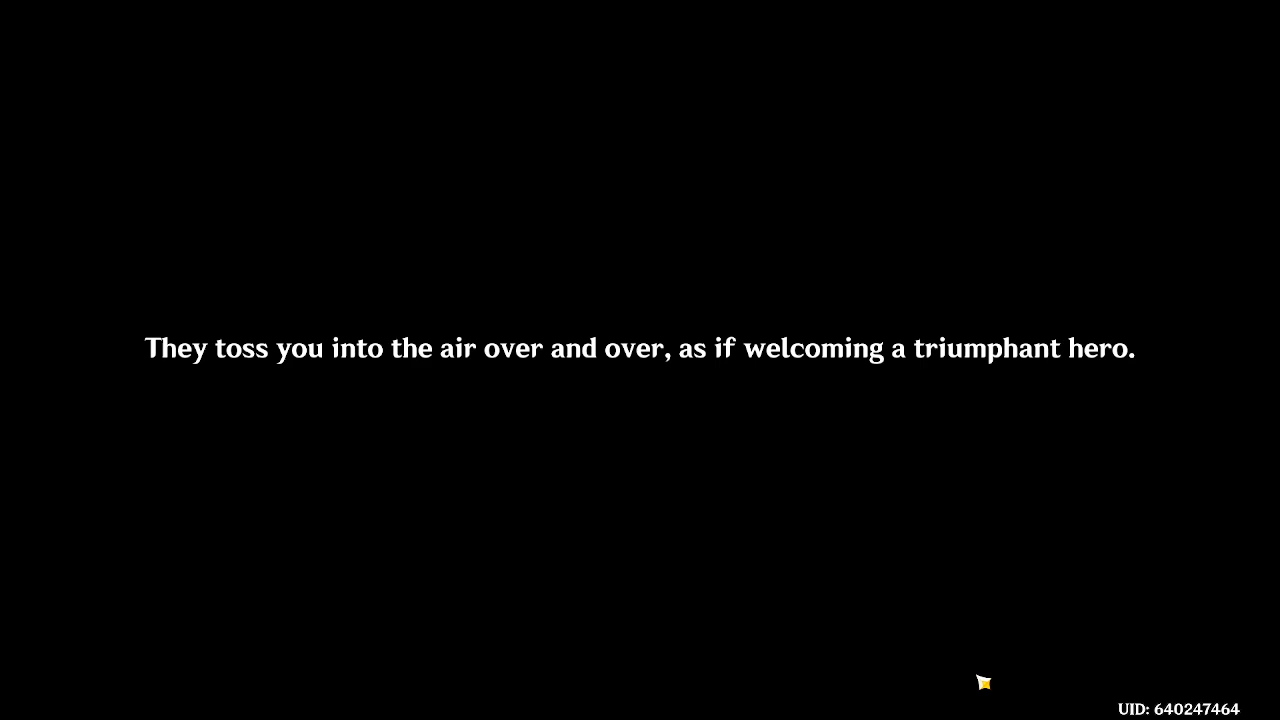 They toss you into the air over and over, as if welcoming a triumphant hero.
UID: 640247464